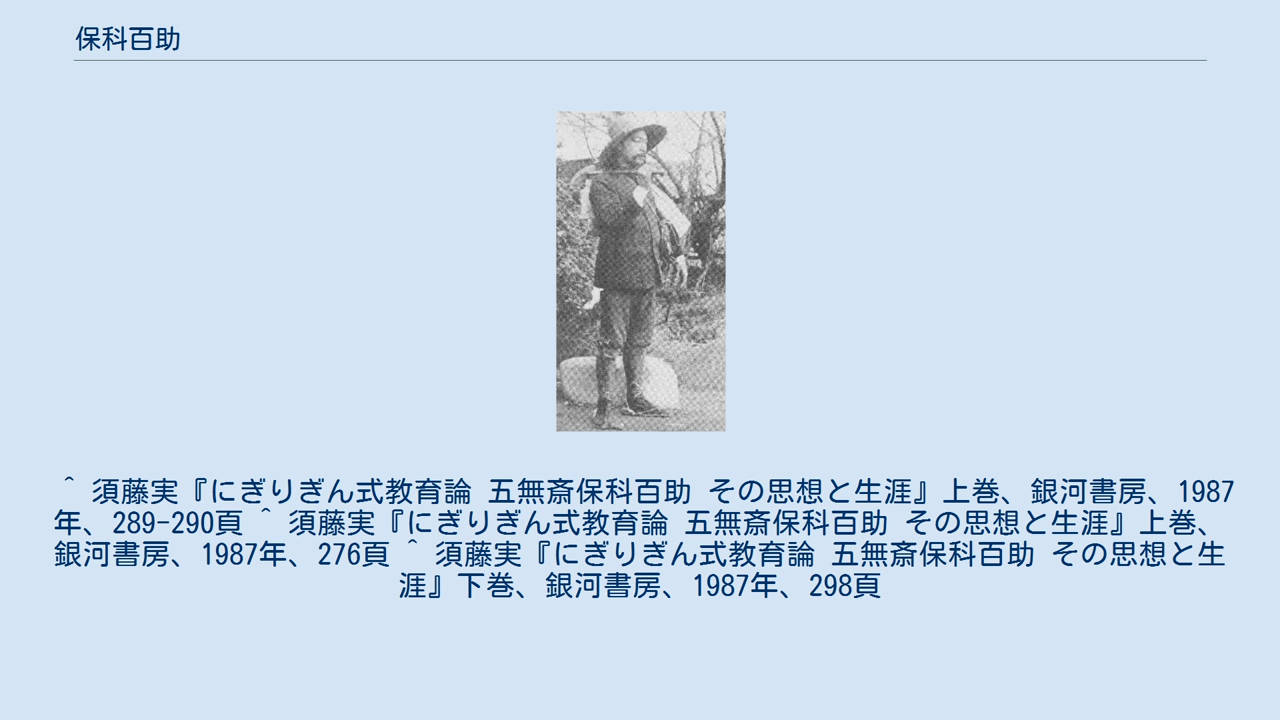 保科百助
^ 須藤実『にぎりぎん式教育論 五無斎保科百助 その思想と生涯』上巻、銀河書房、1987
年、289-290頁 ^ 須藤実『にぎりぎん式教育論 五無斎保科百助 その思想と生涯』上巻、
銀河書房、1987年、276頁 ^ 須藤実『にぎりぎん式教育論 五無斎保科百助 その思想と生
涯』下巻、銀河書房、1987年、298頁